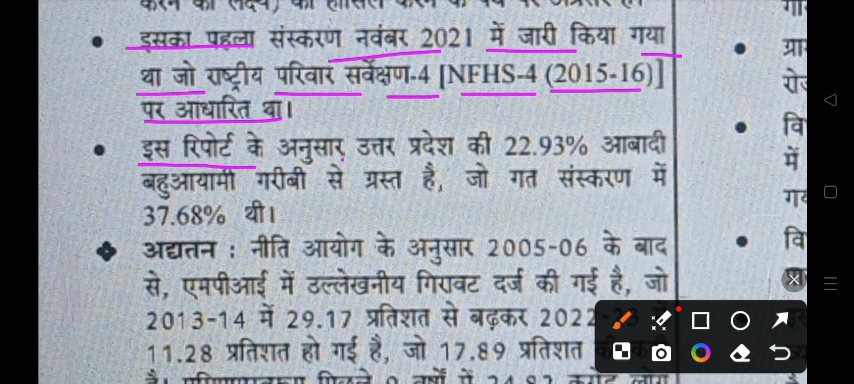 इसका पहला संस्करण नवंबर 2021 में जारी किया गया
था जो राष्ट्रीय परिवार सर्वेक्षण-4 [NFHS-4 (2015-16)]
पर आधारित था।
इस रिपोर्ट के अनुसार उत्तर प्रदेश की 22.93% आबादी
बहुआयामी गरीबी से ग्रस्त है, जो गत संस्करण में
37.68% थी।
अद्यतन : नीति आयोग के अनुसार 2005-06 के बाद
से, एमपीआई में उल्लेखनीय गिरावट दर्ज की गई है, जो
2013-14 में 29.17 प्रतिशत से बढ़कर 2022
11.28 प्रतिशत हो गई है, जो 17.89 प्रतिशत